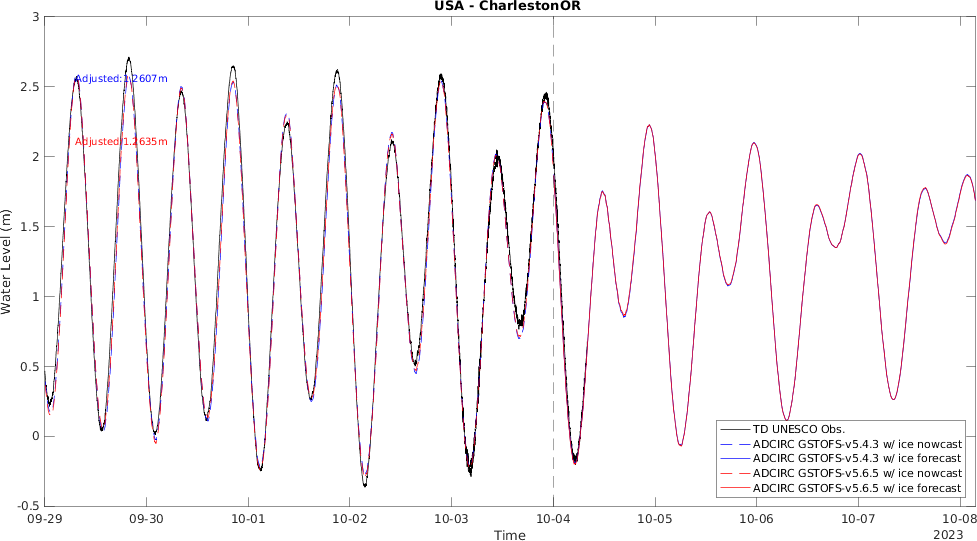 USA - CharlestonOR
3
2.5
2
1.5
1
0.5
0
-0.5
Water Level (m)
Adjusted:1.2607m
Adjusted:1.2635m
TD UNESCO Obs.
ADCIRC GSTOFS-v5.4.3 w/ ice nowcast
ADCIRC GSTOFS-v5.4.3 w/ ice forecast
ADCIRC GSTOFS-v5.6.5 w/ ice nowcast
ADCIRC GSTOFS-v5.6.5 w/ ice forecast
09-29 09-30 10-01 10-02 10-03 10-04 10-05 10-06 10-07 10-08
Time
2023